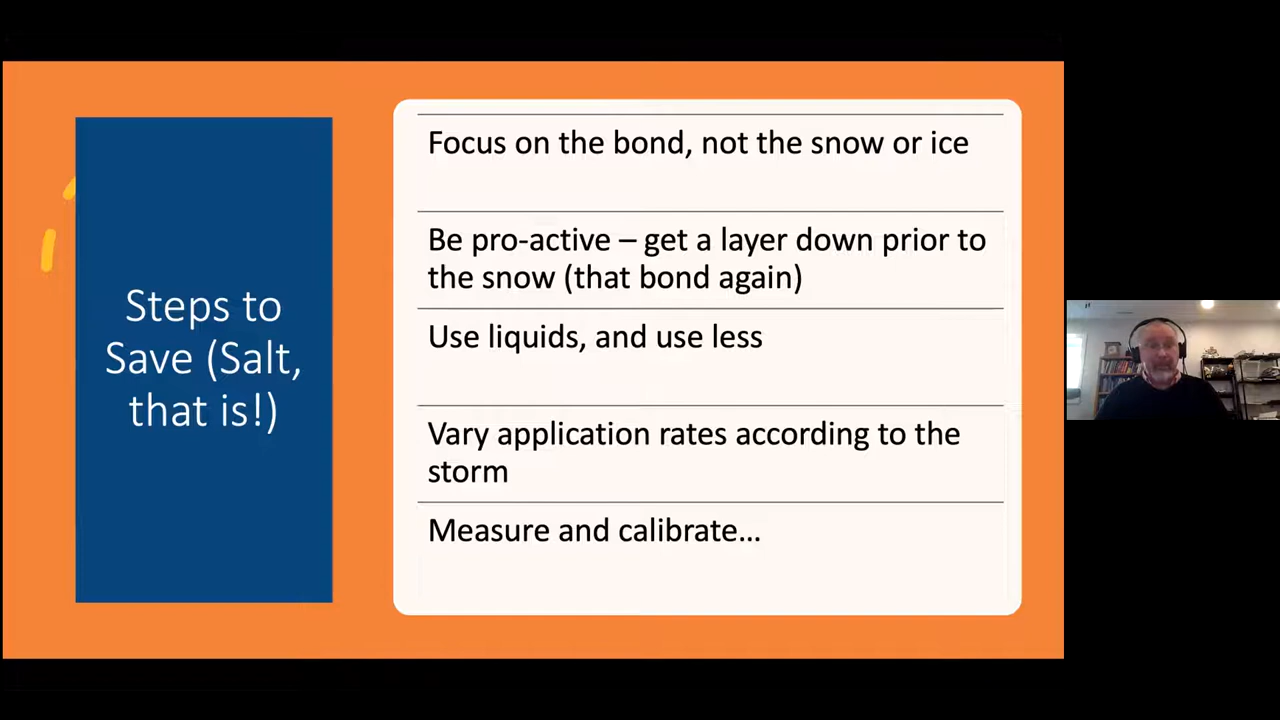 Steps to
Save (Salt,
that is!)
Focus on the bond, not the snow or ice
Be pro-active – get a layer down prior to
the snow (that bond again)
Use liquids, and use less
Vary application rates according to the
storm
Measure and calibrate…